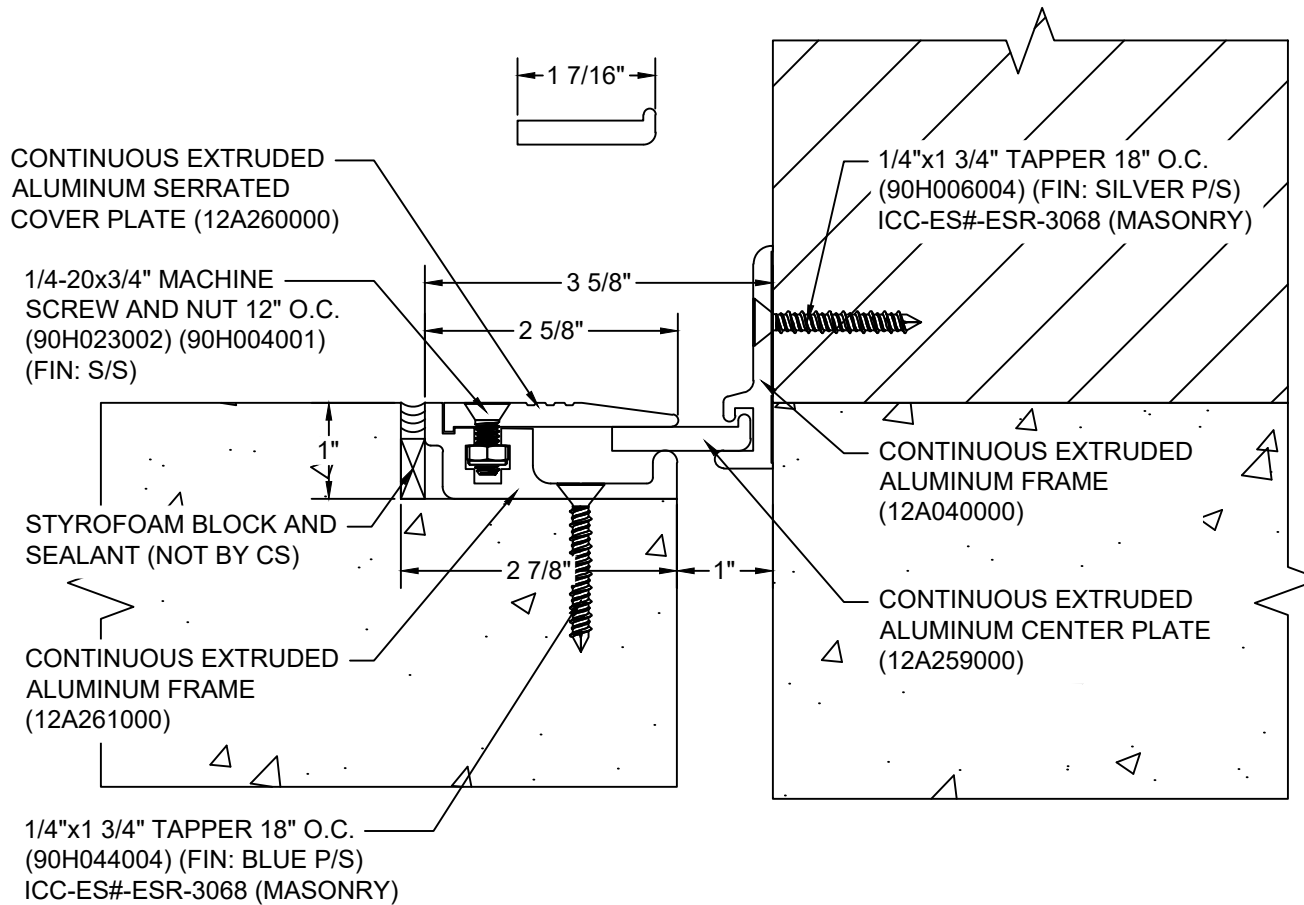 1 7/16"
CONTINUOUS EXTRUDED
ALUMINUM SERRATED
COVER PLATE (12A260000)
1/4"x1 3/4" TAPPER 18" O.C.
(90H006004) (FIN: SILVER P/S)
ICC-ES#-ESR-3068 (MASONRY)
1/4-20x3/4" MACHINE
SCREW AND NUT 12" O.C.
(90H023002) (90H004001)
(FIN: S/S)
3 5/8"
2 5/8"
1"
CONTINUOUS EXTRUDED
ALUMINUM FRAME
(12A040000)
STYROFOAM BLOCK AND
SEALANT (NOT BY CS)
2 7/8"
1"
CONTINUOUS EXTRUDED
ALUMINUM CENTER PLATE
(12A259000)
CONTINUOUS EXTRUDED
ALUMINUM FRAME
(12A261000)
1/4"x1 3/4" TAPPER 18" O.C.
(90H044004) (FIN: BLUE P/S)
ICC-ES#-ESR-3068 (MASONRY)